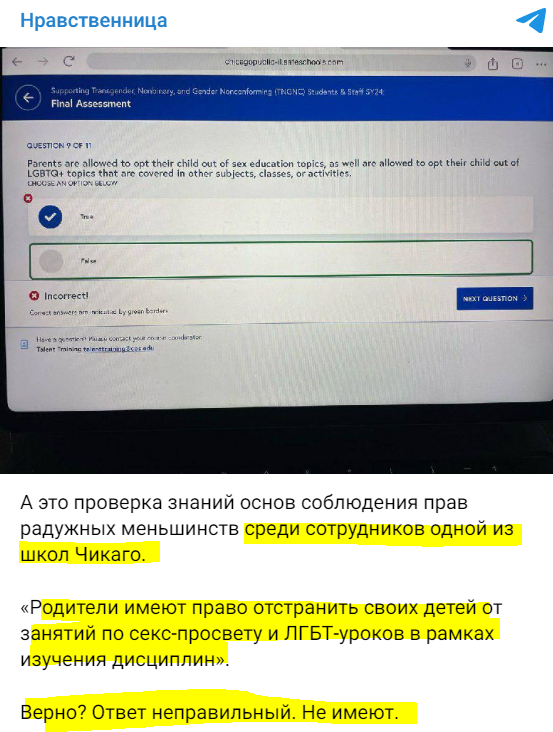 Нравственница
chicagopublic-il.safeschools.com
Supporting Transgender, Nonbinary, and Gender Nonconforming (TNGNC) Students & Staff SY24
Final Assessment
QUESTION 9 OF 11
Parents are allowed to opt their child out of sex education topics, as well are allowed to opt their child out of
LGBTQ+ topics that are covered in other subjects, classes, or activities.
CHOOSE AN OPTION BELOW
True
False
Incorrect!
NEXT QUESTION
Correct answers are indicated by green borders
Have a question? Please contact your course coordinator:
Talent Training talenttraining@cps.edu
А это проверка знаний основ соблюдения прав
радужных меньшинств среди сотрудников одной из
школ Чикаго.
«Родители имеют право отстранить своих детей от
занятий по секс-просвету и ЛГБТ-уроков в рамках
изучения дисциплин».
Верно? Ответ неправильный. Не имеют.